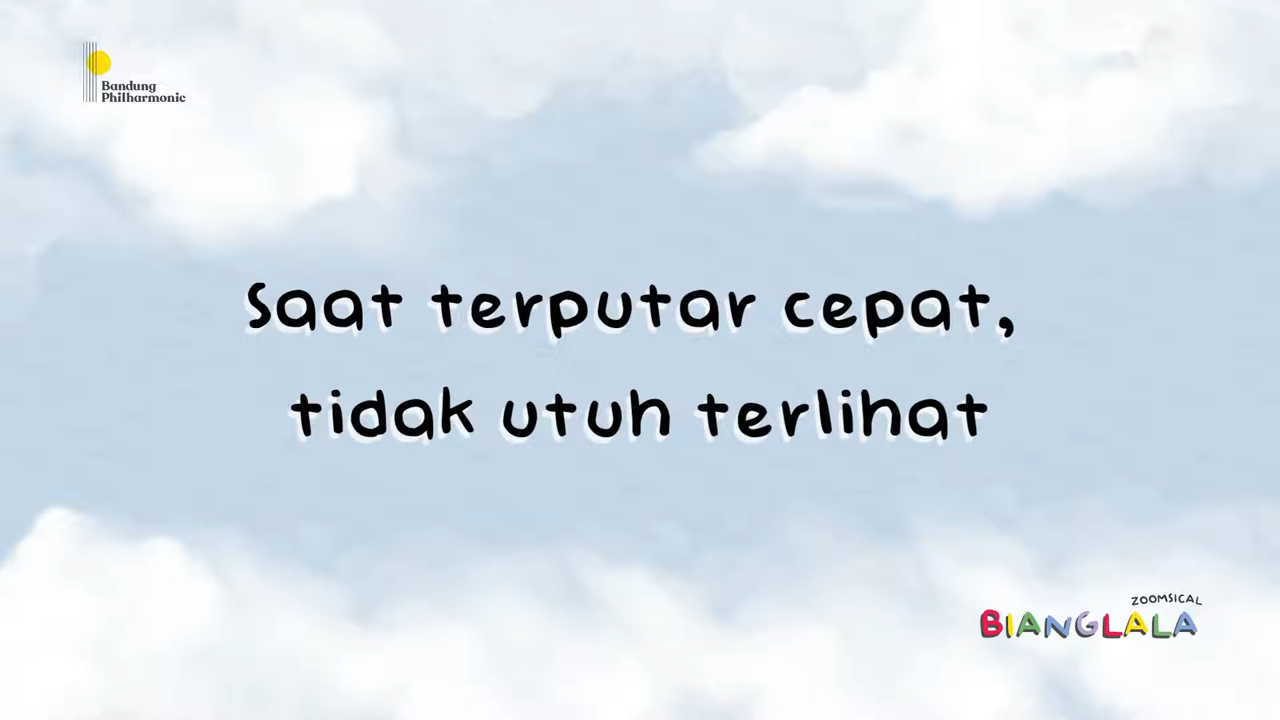 Bandung
Philharmonic
Saat terputar cepat,
tidak utuh terlihat
ZOOMSICAL
BIANGLALA